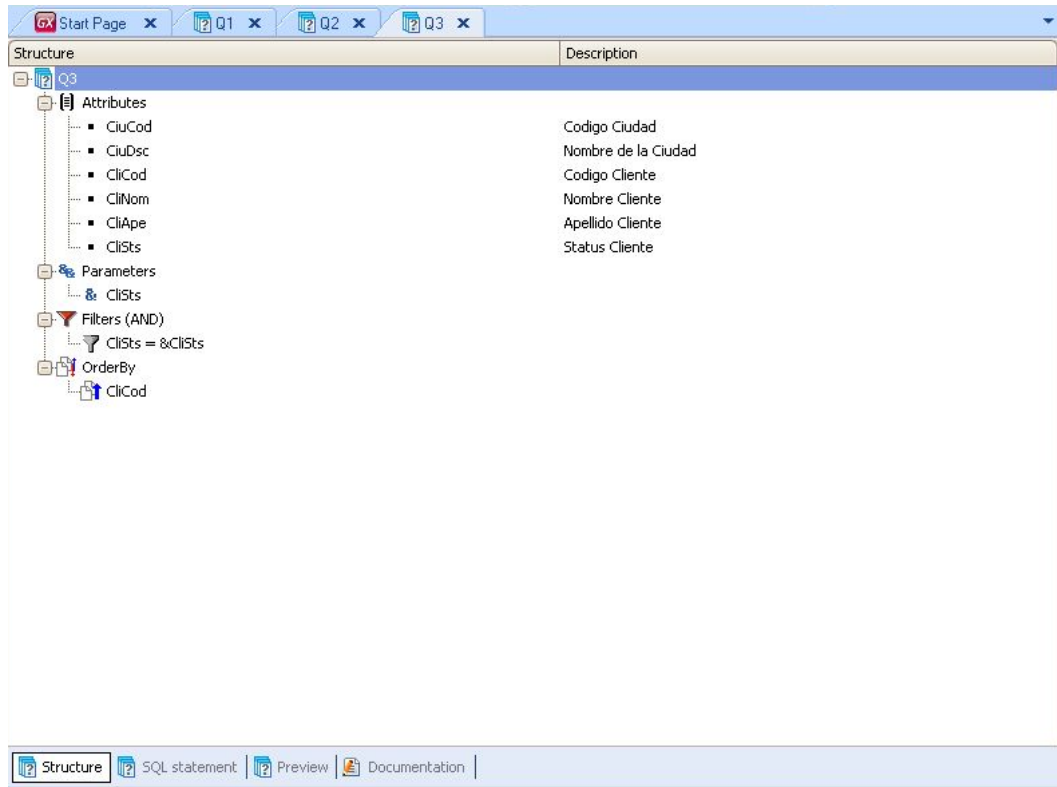 GX Start Page x Q1 x Q2 x Q3 x
Structure Description
Q3
Attributes
CiuCod Codigo Ciudad
CiuDsc Nombre de la Ciudad
CliCod Codigo Cliente
CliNom Nombre Cliente
CliApe Apellido Cliente
CliSts Status Cliente
Parameters
& CliSts
Filters (AND)
CliSts = &CliSts
OrderBy
CliCod
Structure SQL statement Preview Documentation